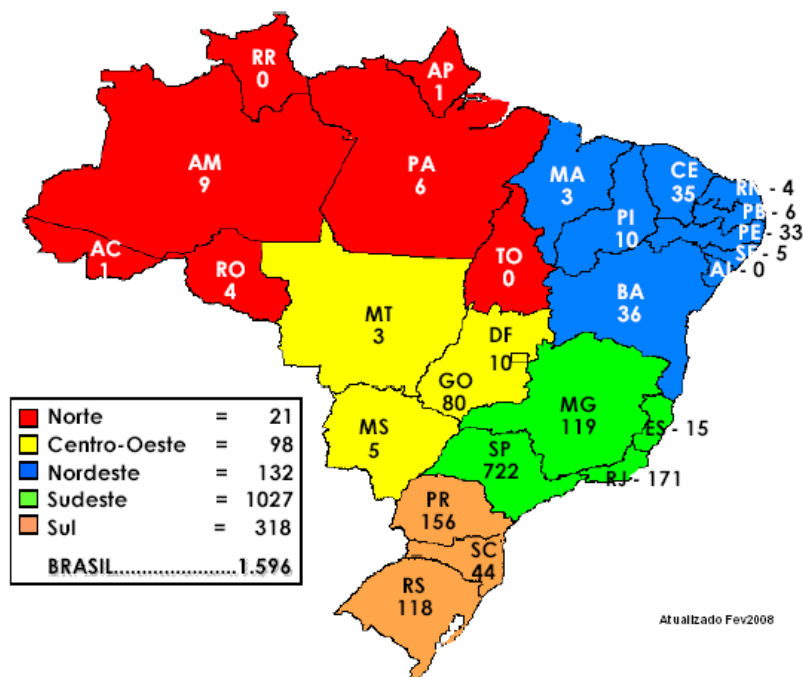 RR
0
AP
1
AM
9
PA
6
MA
3
CE
35
RN - 4
PB - 6
PI
10
PE - 33
SE - 5
AL - 0
AC
1
RO
4
TO
0
BA
36
MT
3
DF
10
GO
80
MG
119
ES - 15
MS
5
SP
722
RJ - 171
PR
156
SC
44
RS
118
Norte = 21
Centro-Oeste = 98
Nordeste = 132
Sudeste = 1027
Sul = 318
BRASIL......................1.596
Atualizado Fev2008